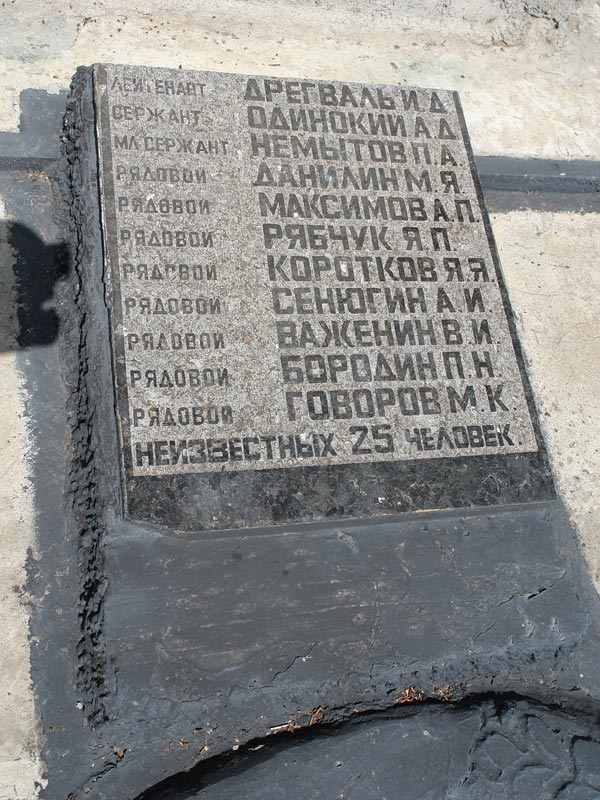 ЛЕЙТЕНАНТ ДРЕГВАЛЬ И.Д.
СЕРЖАНТ ОДИНОКИЙ А.Д.
МЛ.СЕРЖАНТ НЕМЫТОВ П.А.
РЯДОВОЙ ДАНИЛИН М.Я.
РЯДОВОЙ МАКСИМОВ А.П.
РЯДОВОЙ РЯБЧУК Я.П.
РЯДОВОЙ КОРОТКОВ Я.Я.
РЯДОВОЙ СЕНЮГИН А.И.
РЯДОВОЙ ВАЖЕНИН В.И.
РЯДОВОЙ БОРОДИН П.Н.
РЯДОВОЙ ГОВОРОВ М.К.
НЕИЗВЕСТНЫХ 25 ЧЕЛОВЕК.